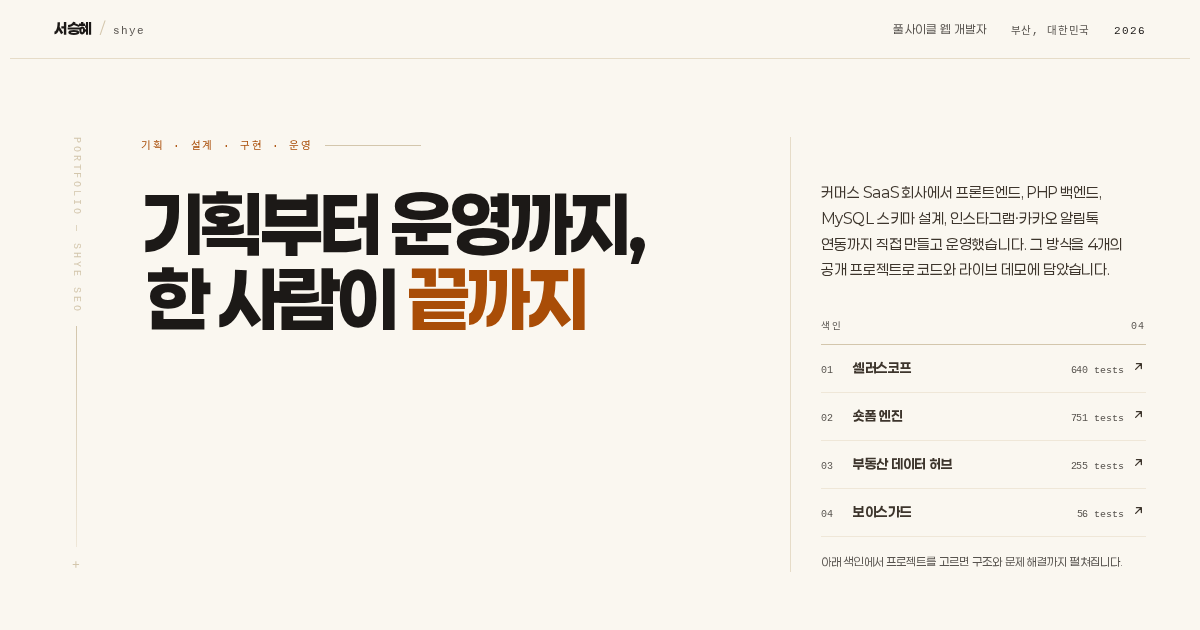 서승혜 / shye
풀사이클 웹 개발자
부산, 대한민국
2026
PORTFOLIO — SHYE SEO
기획 · 설계 · 구현 · 운영
기획부터 운영까지,
한 사람이 끝까지
커머스 SaaS 회사에서 프론트엔드, PHP 백엔드,
MySQL 스키마 설계, 인스타그램·카카오 알림톡
연동까지 직접 만들고 운영했습니다. 그 방식을 4개의
공개 프로젝트로 코드와 라이브 데모에 담았습니다.
색인 04
01 셀러스코프 640 tests ↗
02 숏폼 엔진 751 tests ↗
03 부동산 데이터 허브 255 tests ↗
04 보이스가드 56 tests ↗
아래 색인에서 프로젝트를 고르면 구조와 문제 해결까지 펼쳐집니다.
+